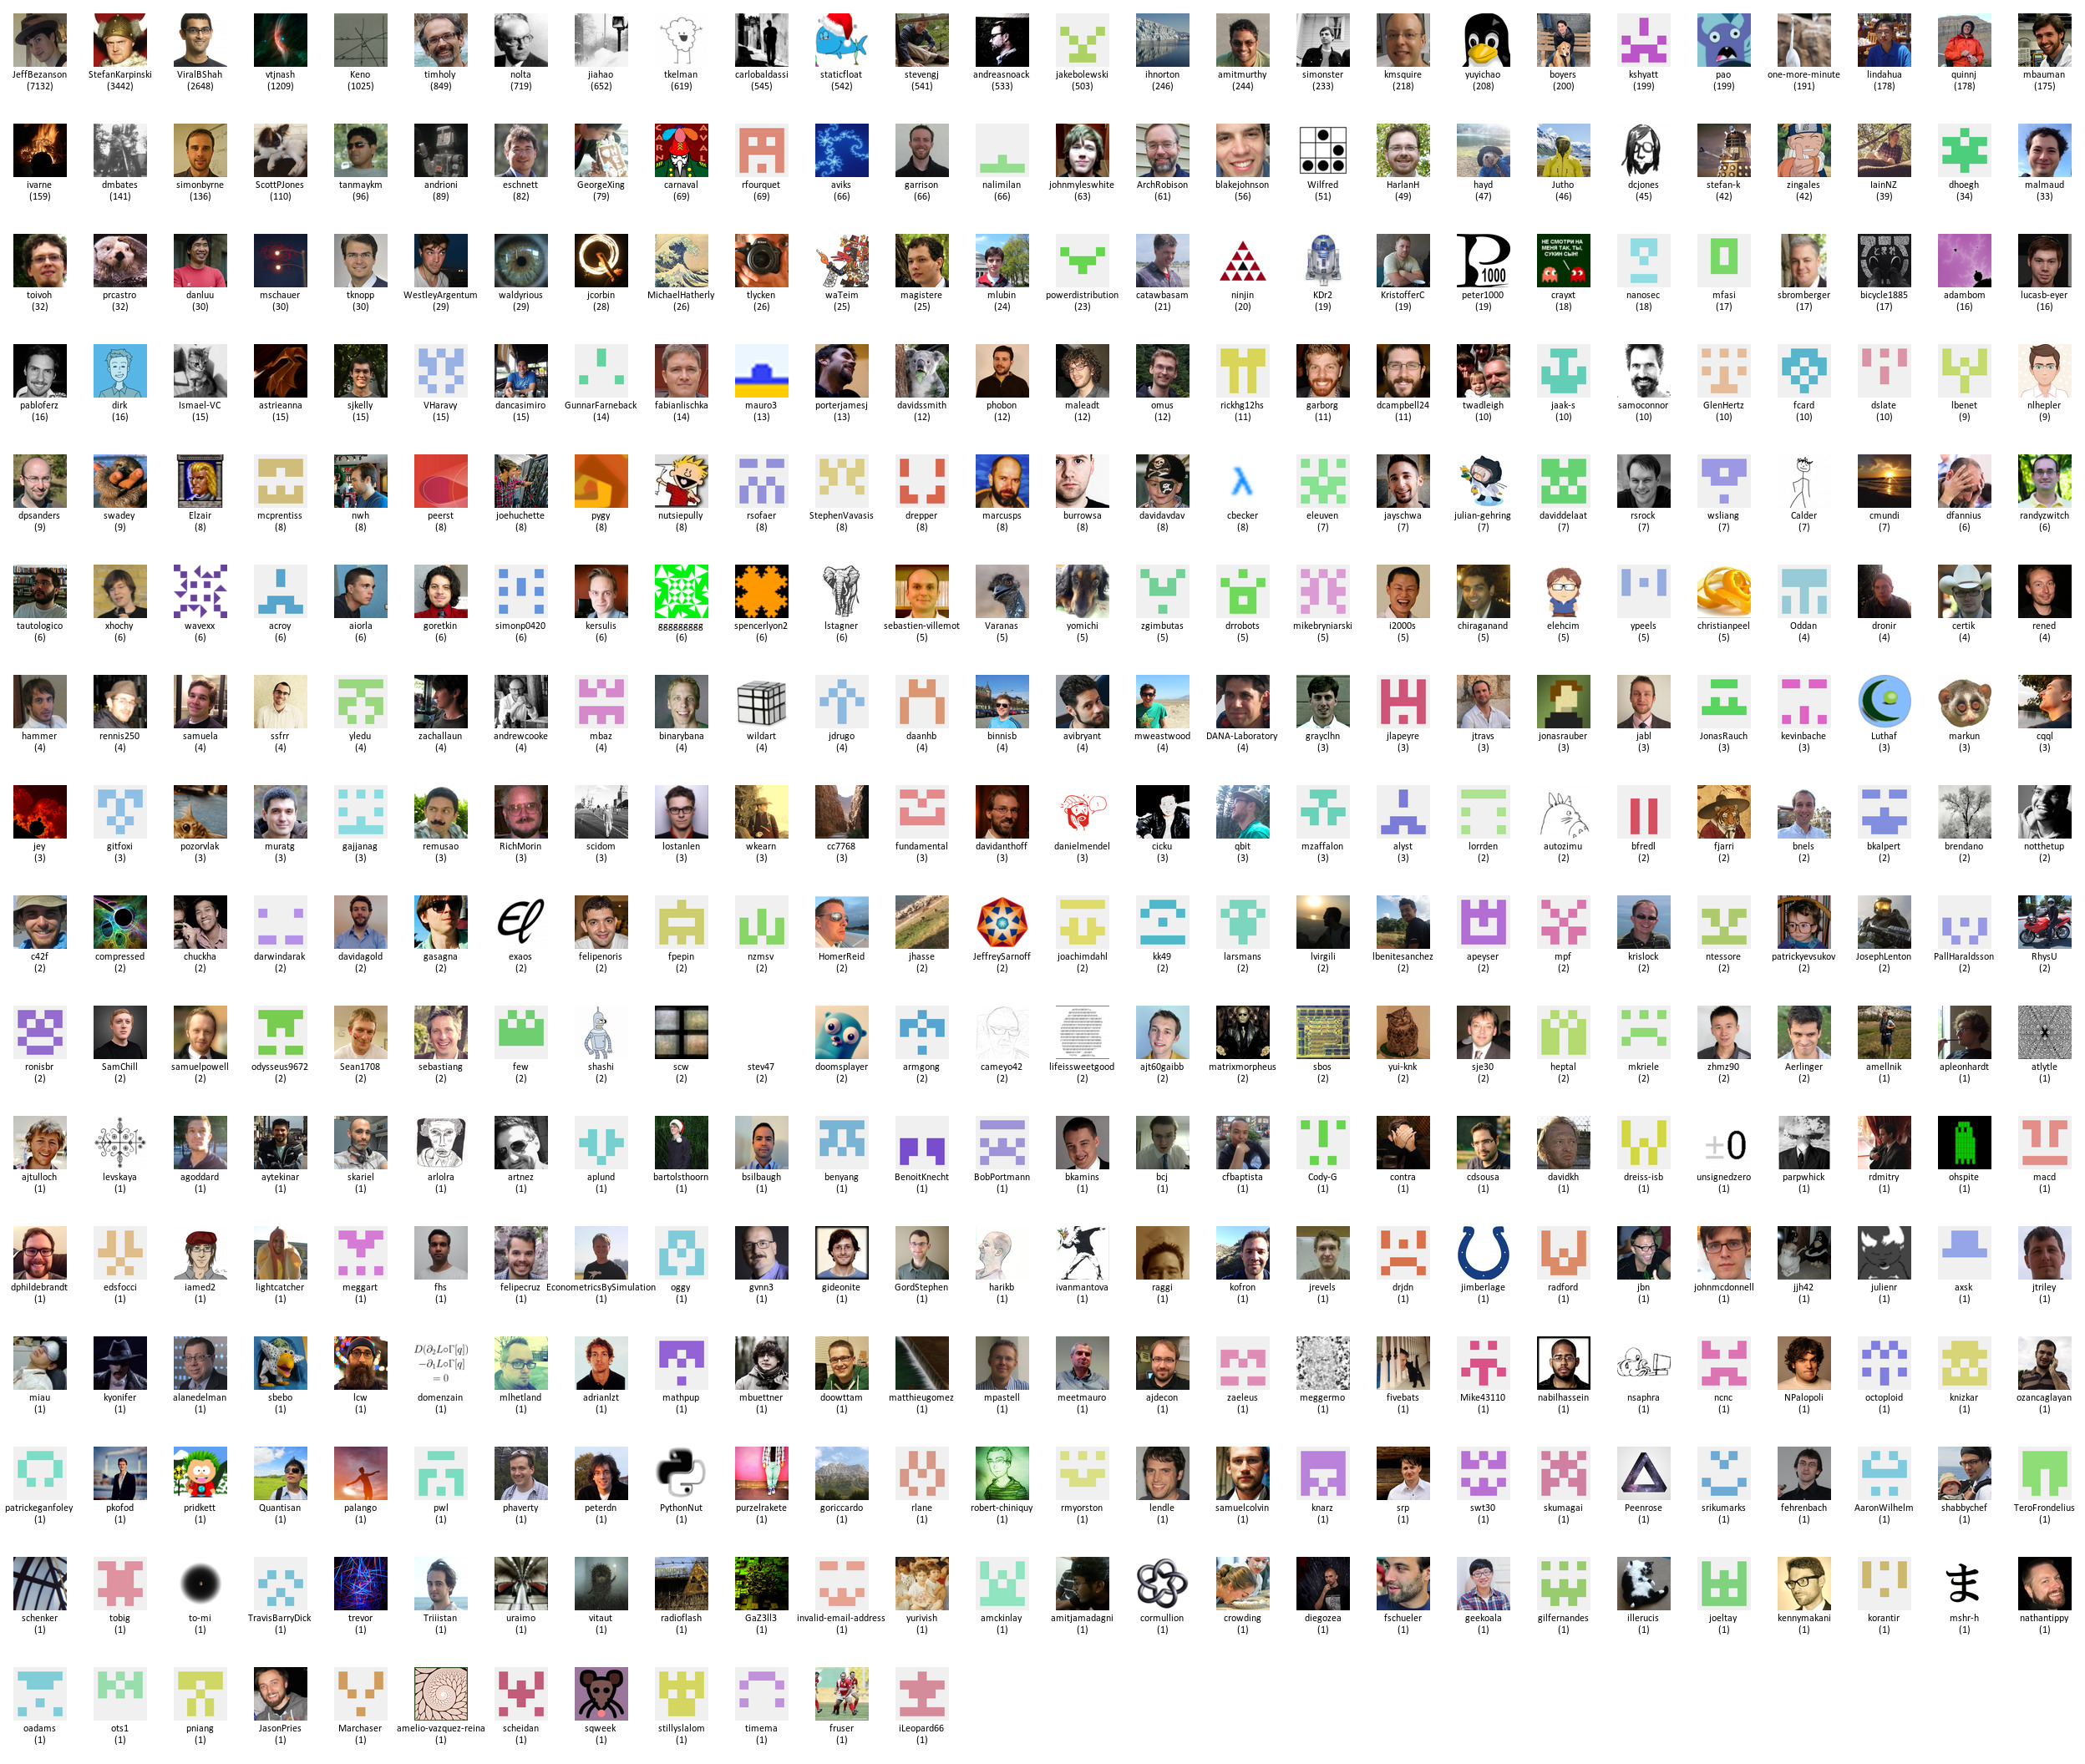 JeffBezanson StefanKarpinski ViralBShah vtjnash Keno timholy nolta jiahao tkelman carlobaldassi staticfloat stevengj andreasnoack jakebolewski ihnorton amitmurthy simonster kmsquire yuyichao boyers kshyatt pao one-more-minute lindahua quinnj mbauman
(7132) (3442) (2648) (1209) (1025) (849) (719) (652) (619) (545) (542) (541) (533) (503) (246) (244) (233) (218) (208) (200) (199) (199) (191) (178) (178) (175)
CARNAVAL
ivarne dmbates simonbyrne ScottPJones tanmaykm andrioni eschnett GeorgeXing carnaval rfourquet aviks garrison nalimilan johnmyleswhite ArchRobison blakejohnson Wilfred HarlanH hayd Jutho dcjones stefan-k zingales IainNZ dhoegh malmaud
(159) (141) (136) (110) (96) (89) (82) (79) (69) (69) (66) (66) (66) (63) (61) (56) (51) (49) (47) (46) (45) (42) (42) (39) (34) (33)
P 1000
НЕ СМОТРИ НА
МЕНЯ ТАК, ТЫ,
СУКИН СЫН!
toivoh prcastro danluu mschauer tknopp WestleyArgentum waldyrious jcorbin MichaelHatherly tlycken waTeim magistere mlubin powerdistribution catawbasam ninjin KDr2 KristofferC peter1000 crayxt nanosec mfasi sbromberger bicycle1885 adambom lucasb-eyer
(32) (32) (30) (30) (30) (29) (29) (28) (26) (26) (25) (25) (24) (23) (21) (20) (19) (19) (19) (18) (18) (17) (17) (17) (16) (16)
pabloferz dirk Ismael-VC astrieanna sjkelly VHaravy dancasimiro GunnarFarneback fabianlischka mauro3 porterjamesj davidssmith phobon maleadt omus rickhg12hs garborg dcampbell24 twadleigh jaak-s samoconnor GlenHertz fcard dslate lbenet nlhepler
(16) (16) (15) (15) (15) (15) (15) (14) (14) (13) (13) (12) (12) (12) (12) (11) (11) (11) (10) (10) (10) (10) (10) (10) (9) (9)
λ
dpsanders swadey Elzair mcprentiss nwh peerst joehuchette pygy nutsiepully rsofaer StephenVavasis drepper marcusps burrowsa davidavdav cbecker eleuven jayschwa julian-gehring daviddelaat rsrock wsliang Calder cmundi dfannius randyzwitch
(9) (9) (8) (8) (8) (8) (8) (8) (8) (8) (8) (8) (8) (8) (8) (8) (7) (7) (7) (7) (7) (7) (7) (7) (6) (6)
tautologico xhochy wavexx acroy aiorla goretkin simonp0420 kersulis ggggggggg spencerlyon2 lstagner sebastien-villemot Varanas yomichi zgimbutas drrobots mikebryniarski i2000s chiraganand elehcim ypeels christianpeel Oddan dronir certik rened
(6) (6) (6) (6) (6) (6) (6) (6) (6) (6) (6) (5) (5) (5) (5) (5) (5) (5) (5) (5) (5) (5) (4) (4) (4) (4)
hammer rennis250 samuela ssfrr yledu zachallaun andrewcooke mbaz binarybana wildart jdrugo daanhb binnisb avibryant mweastwood DANA-Laboratory grayclhn jlapeyre jtravs jonasrauber jabl JonasRauch kevinbache Luthaf markun cqql
(4) (4) (4) (4) (4) (4) (4) (4) (4) (4) (4) (4) (4) (4) (4) (4) (3) (3) (3) (3) (3) (3) (3) (3) (3) (3)
jey gitfoxi pozorvlak muratg gajjanag remusao RichMorin scidom lostanlen wkearn cc7768 fundamental davidanthoff danielmendel cicku qbit mzaffalon alyst lorrden autozimu bfredl fjarri bnels bkalpert brendano notthetup
(3) (3) (3) (3) (3) (3) (3) (3) (3) (3) (3) (3) (3) (3) (3) (3) (3) (3) (2) (2) (2) (2) (2) (2) (2) (2)
El
c42f compressed chuckha darwindarak davidagold gasagna exaos felipenoris fpepin nzmsv HomerReid jhasse JeffreySarnoff joachimdahl kk49 larsmans lvirgili lbenitesanchez apeyser mpf krislock ntessore patrickyevsukov JosephLenton PallHaraldsson RhysU
(2) (2) (2) (2) (2) (2) (2) (2) (2) (2) (2) (2) (2) (2) (2) (2) (2) (2) (2) (2) (2) (2) (2) (2) (2) (2)
ronisbr SamChill samuelpowell odysseus9672 Sean1708 sebastiang few shashi scw stev47 doomsplayer armgong cameyo42 lifeissweetgood ajt60gaibb matrixmorpheus sbos yui-knk sje30 heptal mkriele zhmz90 Aerlinger amellnik apleonhardt atlytle
(2) (2) (2) (2) (2) (2) (2) (2) (2) (2) (2) (2) (2) (2) (2) (2) (2) (2) (2) (2) (2) (2) (2) (1) (1) (1)
±0
ajtulloch levskaya agoddard aytekinar skariel arlolra artnez aplund bartolsthoorn bsilbaugh benyang BenoitKnecht BobPortmann bkamins bcj cfbaptista Cody-G contra cdsousa davidkh dreiss-isb unsignedzero parpwhick rdmitry ohspite macd
(1) (1) (1) (1) (1) (1) (1) (1) (1) (1) (1) (1) (1) (1) (1) (1) (1) (1) (1) (1) (1) (1) (1) (1) (1) (1)
dphildebrandt edsfocci iamed2 lightcatcher meggart fhs felipecruz EconometricsBySimulation oggy gvnn3 gideonite GordStephen harikb ivanmantova raggi kofron jrevels drjdn jimberlage radford jbn johnmcdonnell jjh42 julienr axsk jtriley
(1) (1) (1) (1) (1) (1) (1) (1) (1) (1) (1) (1) (1) (1) (1) (1) (1) (1) (1) (1) (1) (1) (1) (1) (1) (1)
D(∂₂L∘Γ[q])
−∂₁L∘Γ[q]
= 0
miau kyonifer alanedelman sbebo lcw domenzain mlhetland adrianlzt mathpup mbuettner doowttam matthieugomez mpastell meetmauro ajdecon zaeleus meggermo fivebats Mike43110 nabilhassein nsaphra ncnc NPalopoli octoploid knizkar ozancaglayan
(1) (1) (1) (1) (1) (1) (1) (1) (1) (1) (1) (1) (1) (1) (1) (1) (1) (1) (1) (1) (1) (1) (1) (1) (1) (1)
patrickeganfoley pkofod pridkett Quantisan palango pwl phaverty peterdn PythonNut purzelrakete goriccardo rlane robert-chiniquy rmyorston lendle samuelcolvin knarz srp swt30 skumagai Peenrose srikumarks fehrenbach AaronWilhelm shabbychef TeroFrondelius
(1) (1) (1) (1) (1) (1) (1) (1) (1) (1) (1) (1) (1) (1) (1) (1) (1) (1) (1) (1) (1) (1) (1) (1) (1) (1)
ま
schenker tobig to-mi TravisBarryDick trevor Triiistan uraimo vitaut radioflash GaZ3ll3 invalid-email-address yurivish amckinlay amitjamadagni cormullion crowding diegozea fschueler geekoala gilfernandes illerucis joeltay kennymakani korantir mshr-h nathantippy
(1) (1) (1) (1) (1) (1) (1) (1) (1) (1) (1) (1) (1) (1) (1) (1) (1) (1) (1) (1) (1) (1) (1) (1) (1) (1)
oadams ots1 pniang JasonPries Marchaser amelio-vazquez-reina scheidan sqweek stillyslalom timema fruser iLeopard66
(1) (1) (1) (1) (1) (1) (1) (1) (1) (1) (1) (1)